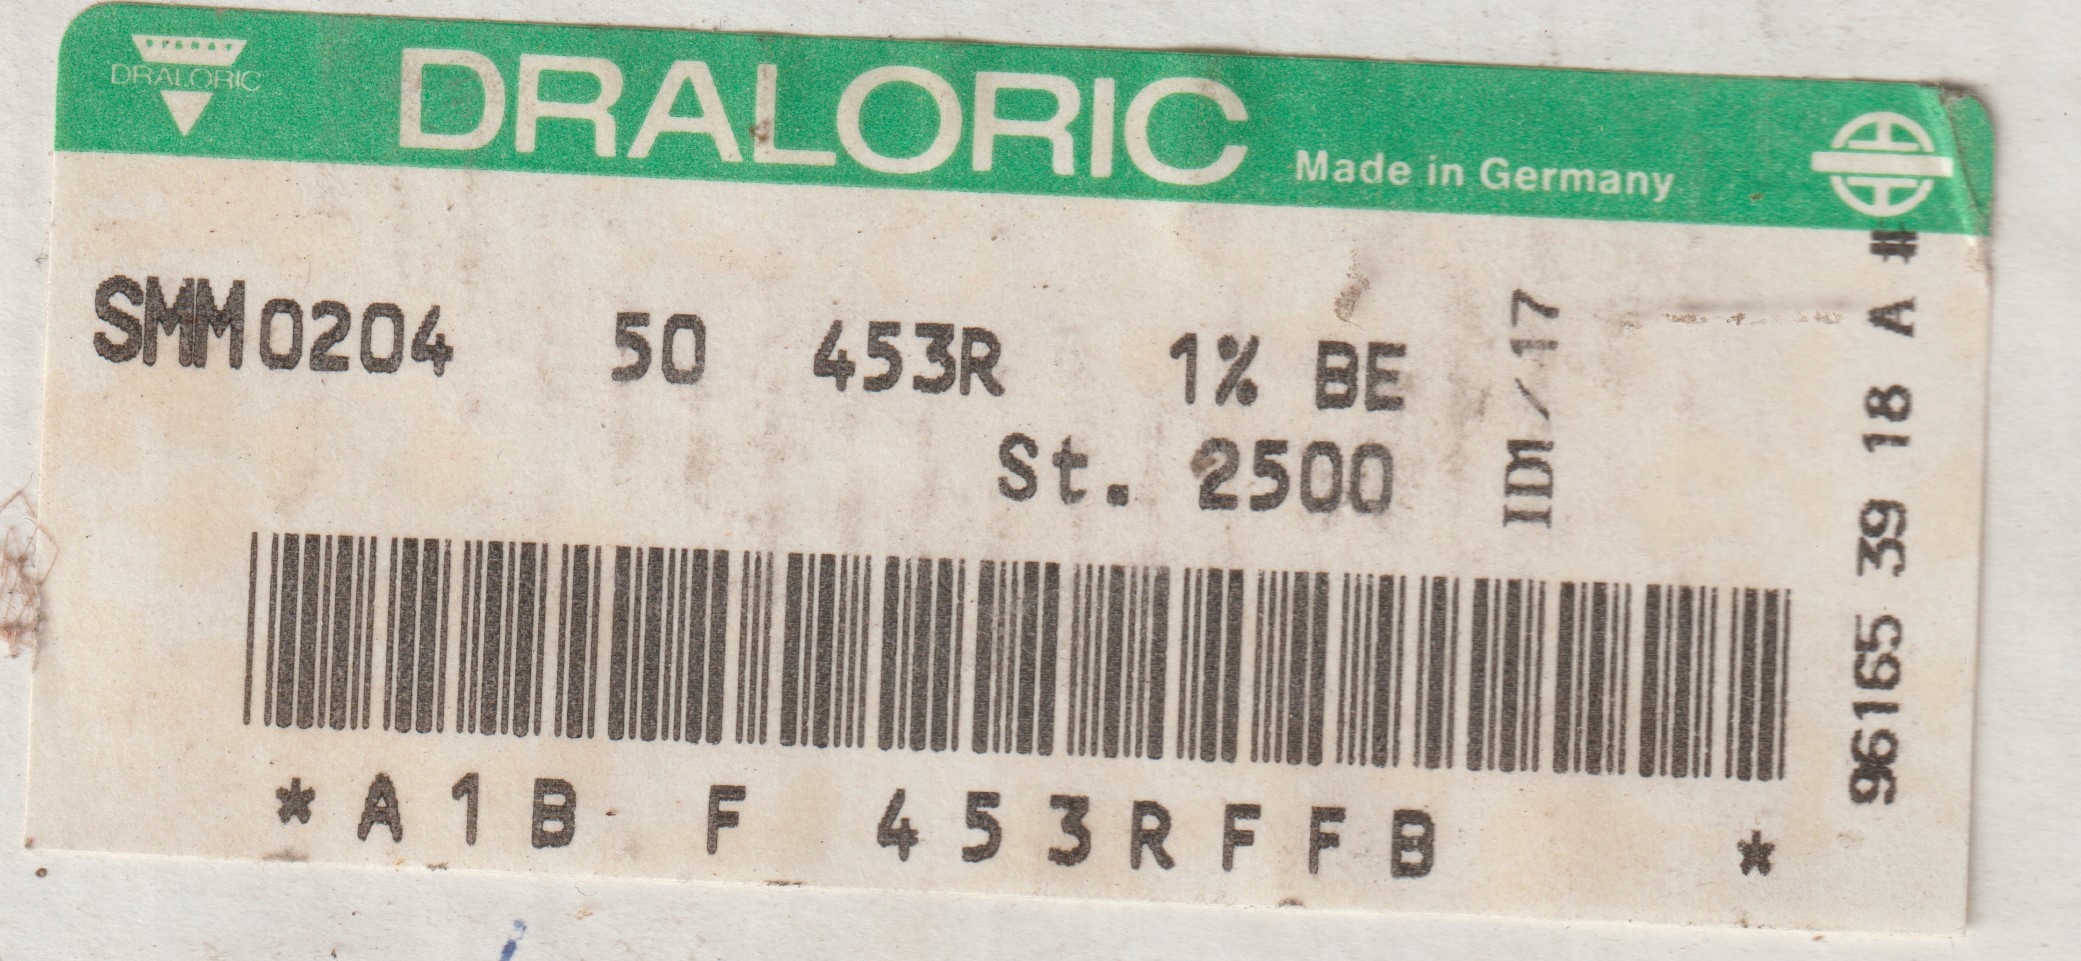 DRALORIC
DRALORIC Made in Germany
SMM0204 50 453R 1% BE
St. 2500
*A1B F 453RFFB *
96165 39 18 A